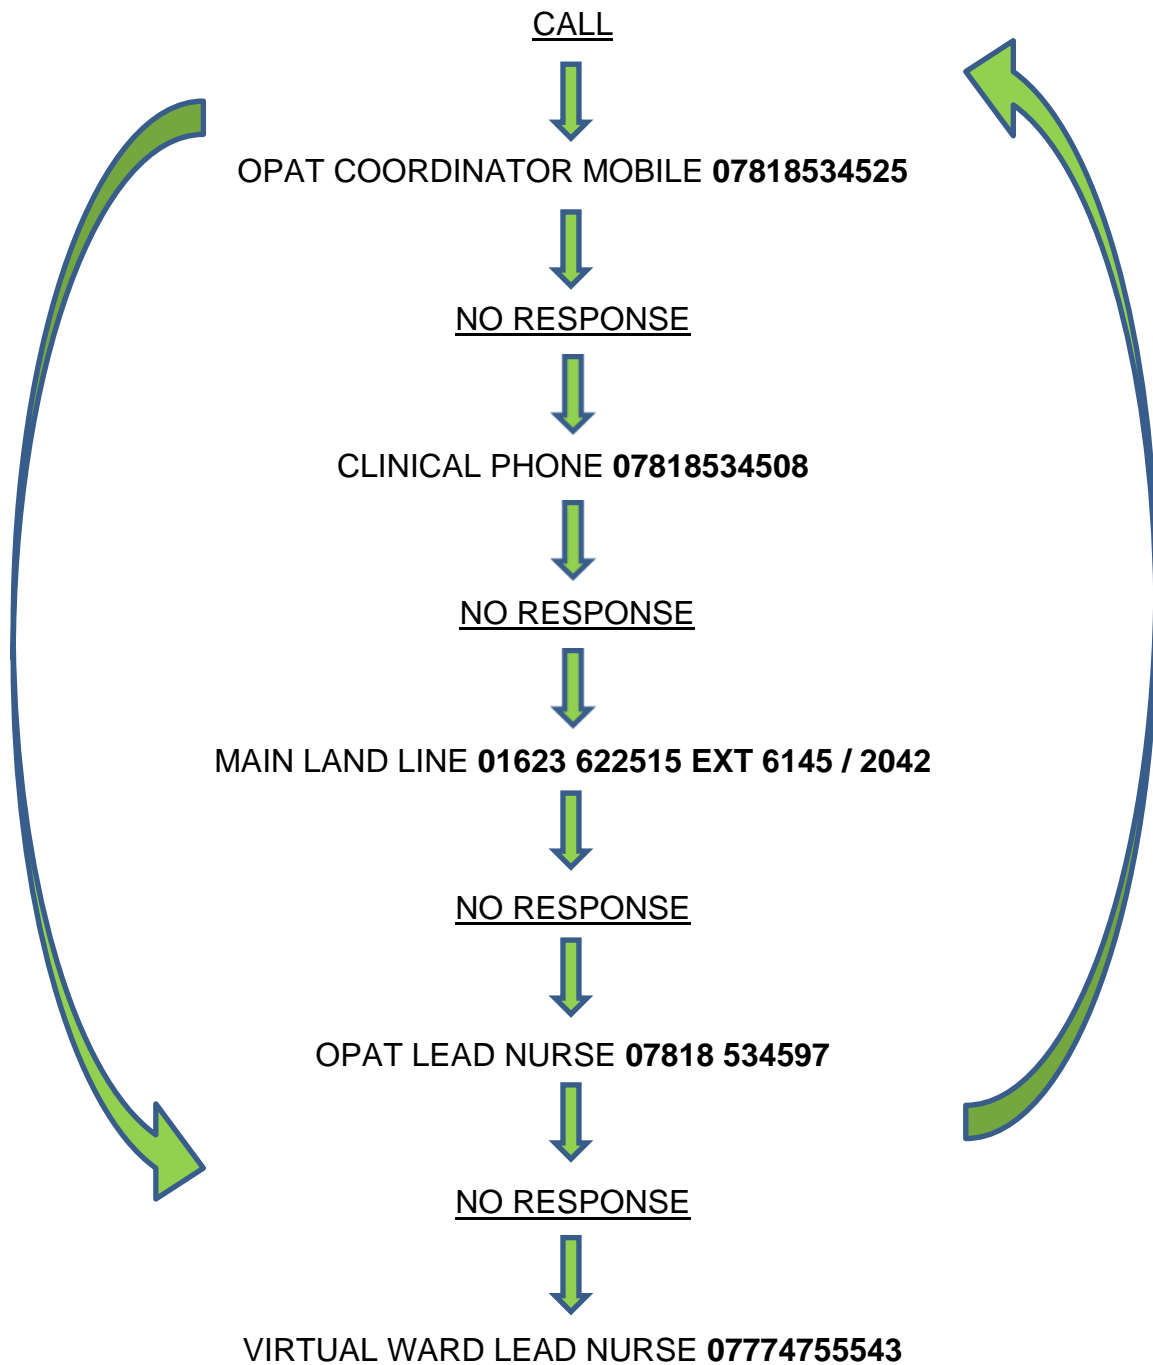 CALL
OPAT COORDINATOR MOBILE 07818534525
NO RESPONSE
CLINICAL PHONE 07818534508
NO RESPONSE
MAIN LAND LINE 01623 622515 EXT 6145 / 2042
NO RESPONSE
OPAT LEAD NURSE 07818 534597
NO RESPONSE
VIRTUAL WARD LEAD NURSE 07774755543